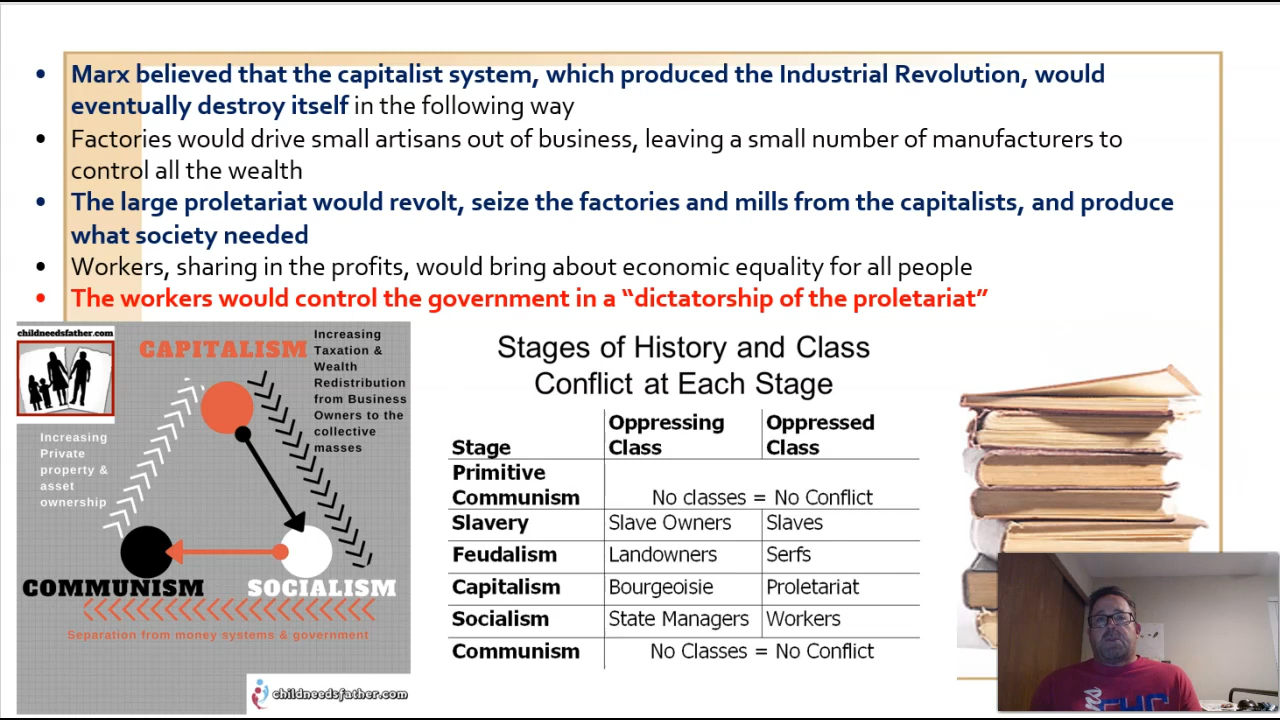 • Marx believed that the capitalist system, which produced the Industrial Revolution, would
eventually destroy itself in the following way
• Factories would drive small artisans out of business, leaving a small number of manufacturers to
control all the wealth
• The large proletariat would revolt, seize the factories and mills from the capitalists, and produce
what society needed
• Workers, sharing in the profits, would bring about economic equality for all people
• The workers would control the government in a “dictatorship of the proletariat”
childneedsfather.com
CAPITALISM
Increasing
Taxation &
Wealth
Redistribution
from Business
Owners to the
collective
masses
Increasing
Private
property &
asset
ownership
COMMUNISM
SOCIALISM
Separation from money systems & government
childneedsfather.com
Stages of History and Class
Conflict at Each Stage
Stage Oppressing Class Oppressed Class
Primitive Communism No classes = No Conflict
Slavery Slave Owners Slaves
Feudalism Landowners Serfs
Capitalism Bourgeoisie Proletariat
Socialism State Managers Workers
Communism No Classes = No Conflict